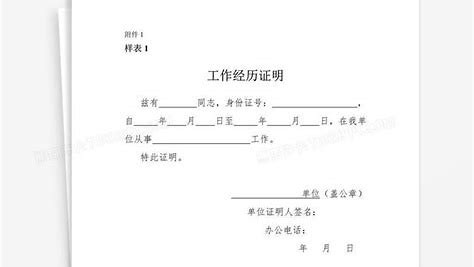 附件 1
样表 1
工作经历证明
兹有________同志，身份证号：__________________，
自_____年____月____日至_____年____月____日，在我单
位从事____________________工作。
特此证明。
______________单位（盖公章）
单位证明人签名：
办公电话：
年 月 日